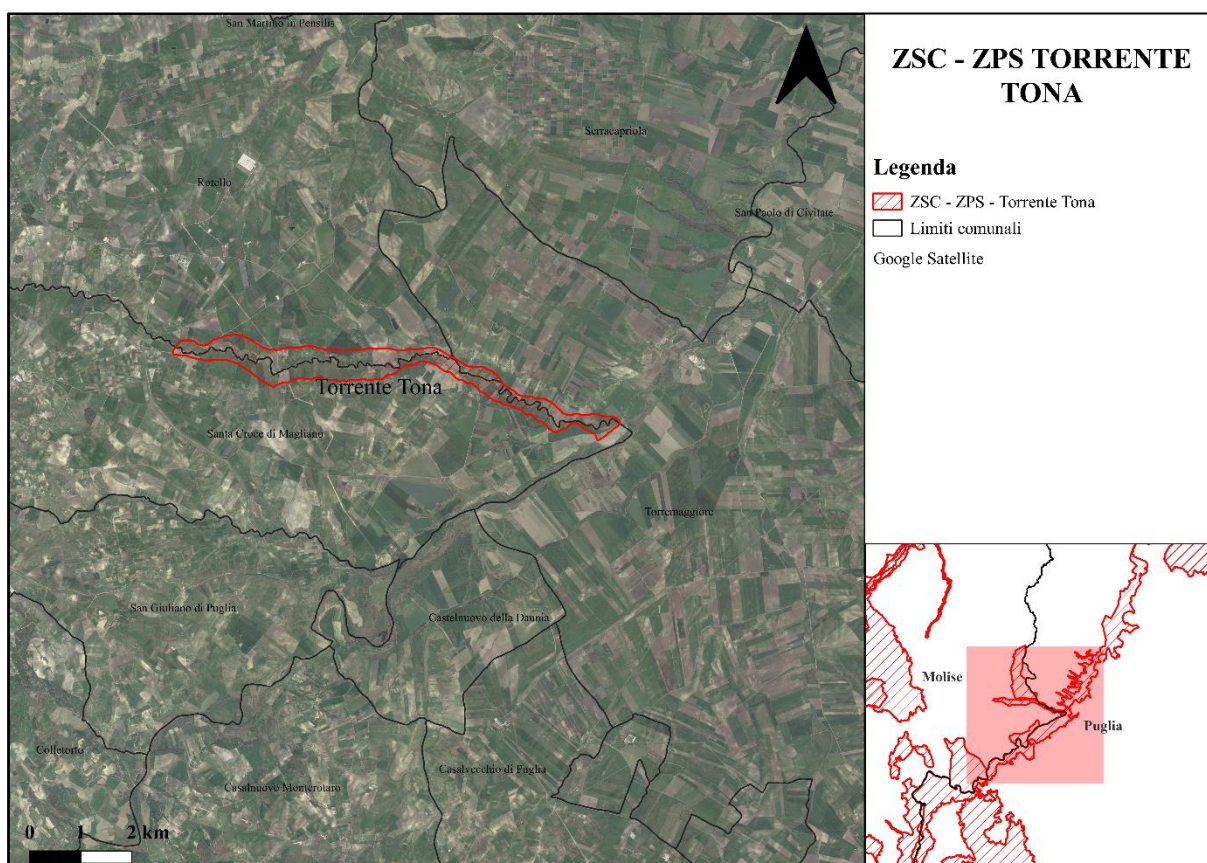 San Martino in Pensilis
Serracapriola
Rotello
San Paolo di Civitate
Torrente Tona
Santa Croce di Magliano
Torremaggiore
San Giuliano di Puglia
Castelnuovo della Daunia
Colletorto
Casalvecchio di Puglia
Casalnuovo Monterotaro
0 1 2 km
ZSC - ZPS TORRENTE
TONA
Legenda
ZSC - ZPS - Torrente Tona
Limiti comunali
Google Satellite
Molise
Puglia